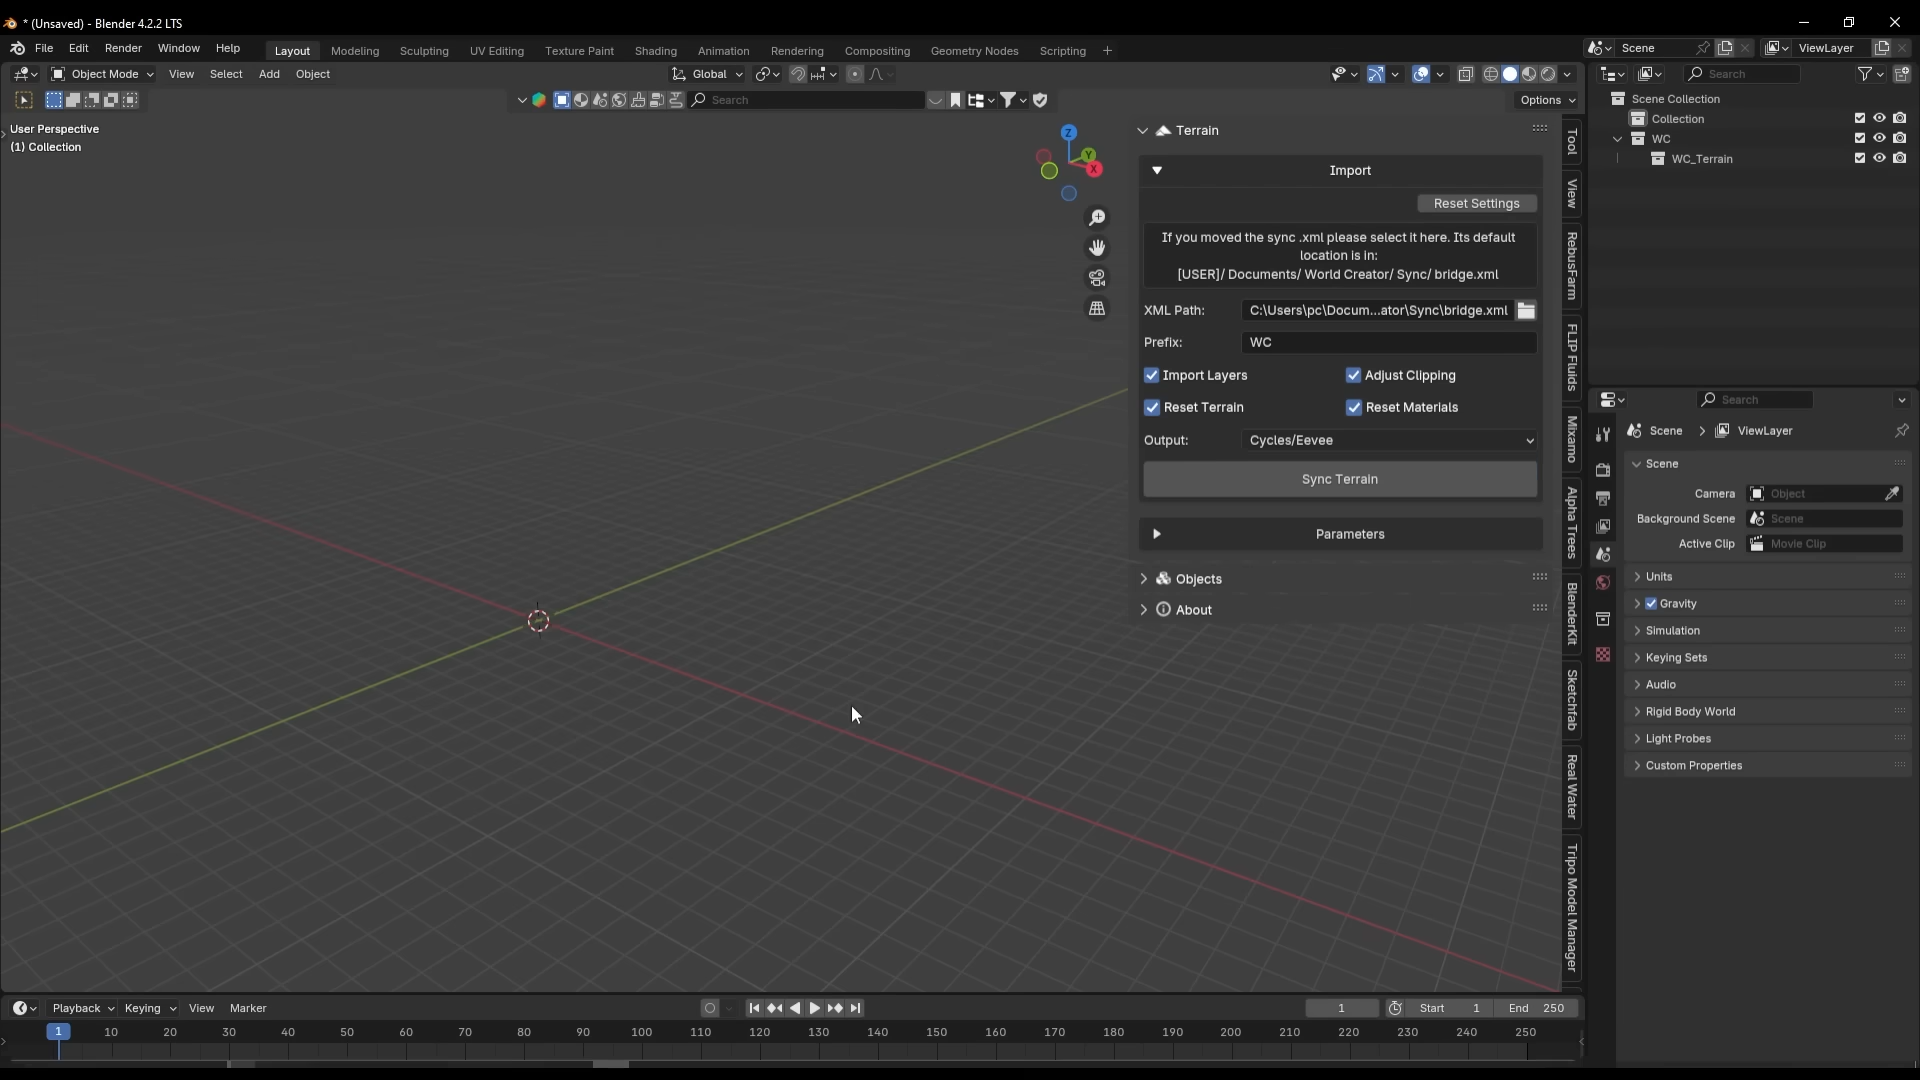 * (Unsaved) - Blender 4.2.2 LTS
File Edit Render Window Help Layout Modeling Sculpting UV Editing Texture Paint Shading Animation Rendering Compositing Geometry Nodes Scripting + Scene ViewLayer
Object Mode View Select Add Object Global Search
Search Options
User Perspective
(1) Collection
Z
Y
X
Terrain
Import
Reset Settings
If you moved the sync .xml please select it here. Its default
location is in:
[USER]/ Documents/ World Creator/ Sync/ bridge.xml
XML Path: C:\Users\pc\Docum...ator\Sync\bridge.xml
Prefix: WC
Import Layers Adjust Clipping
Reset Terrain Reset Materials
Output: Cycles/Eevee
Sync Terrain
Parameters
Objects
About
Tool
View
RebusFarm
FLIP Fluids
Mixamo
Alpha Trees
BlenderKit
Sketchfab
Real Water
Tripo Model Manager
Scene Collection
Collection
WC
WC_Terrain
Search
Scene ViewLayer
Scene
Camera Object
Background Scene Scene
Active Clip Movie Clip
Units
Gravity
Simulation
Keying Sets
Audio
Rigid Body World
Light Probes
Custom Properties
Playback Keying View Marker 1 Start 1 End 250
1 10 20 30 40 50 60 70 80 90 100 110 120 130 140 150 160 170 180 190 200 210 220 230 240 250